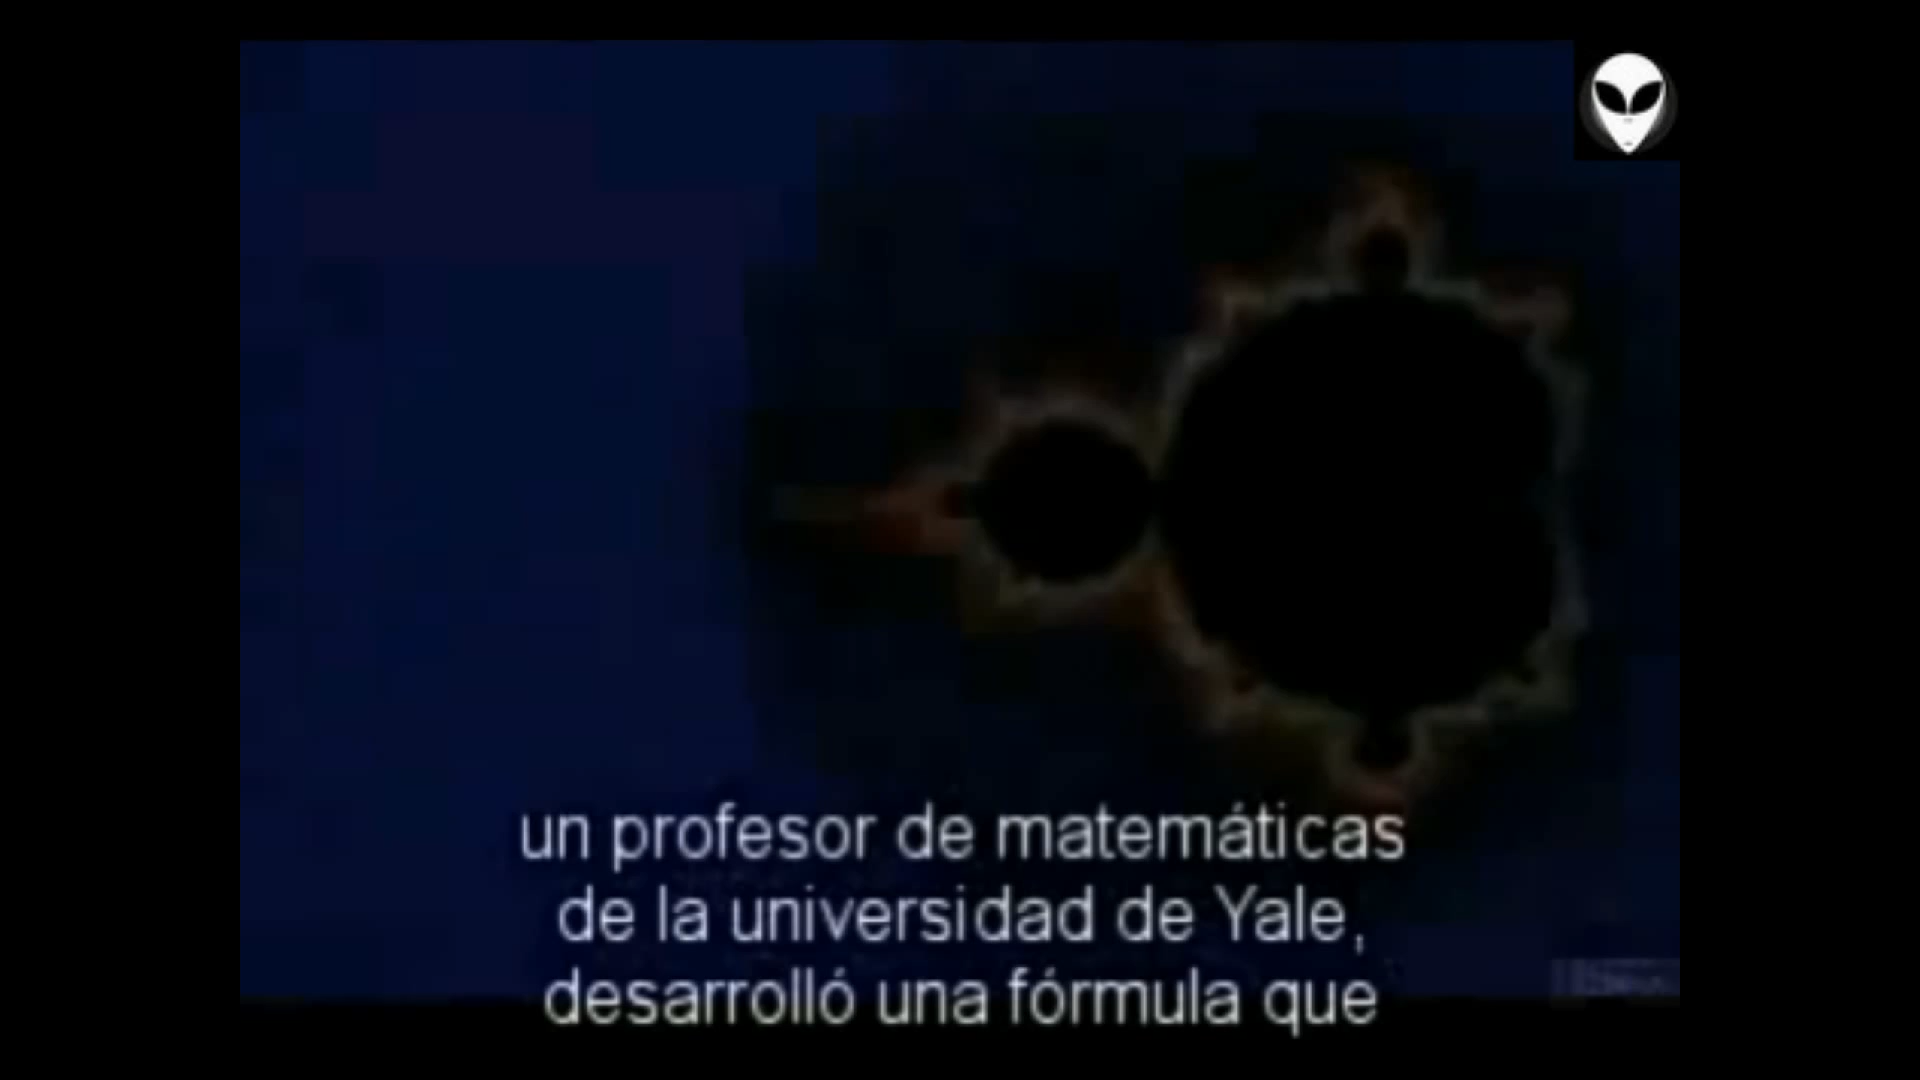 un profesor de matemáticas
de la universidad de Yale,
desarrolló una fórmula que